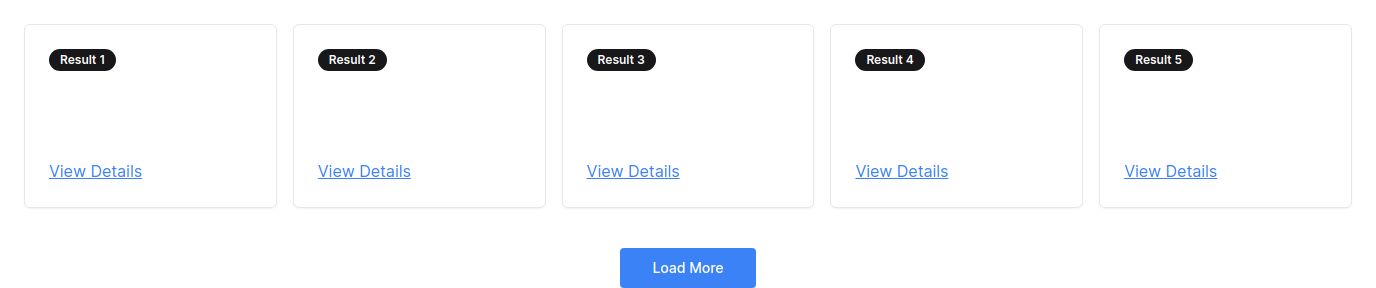 Result 1
Result 2
Result 3
Result 4
Result 5
View Details
View Details
View Details
View Details
View Details
Load More